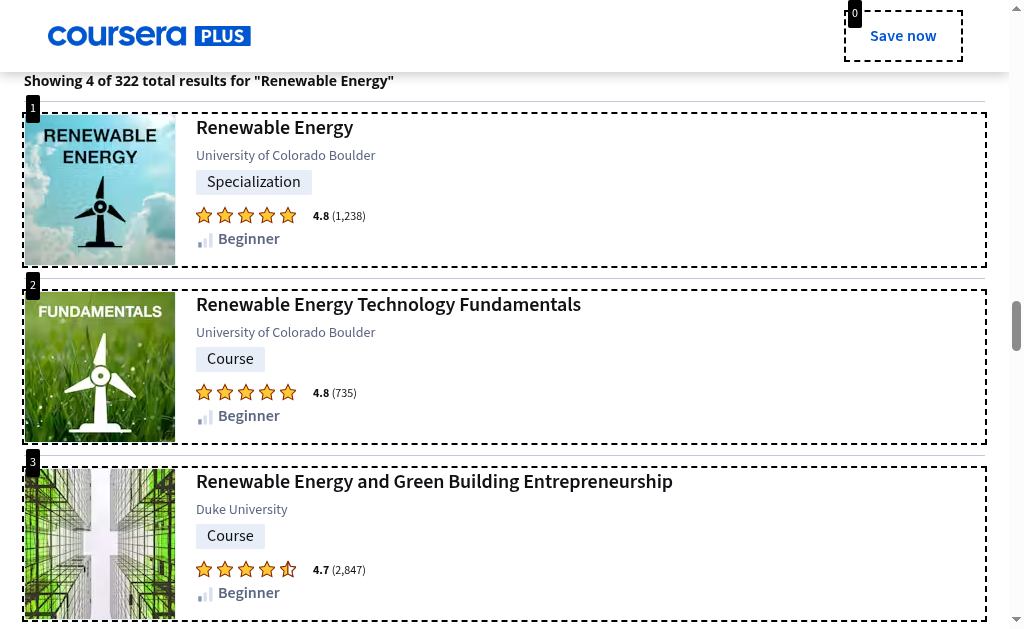 coursera PLUS
0
Save now
Showing 4 of 322 total results for "Renewable Energy"
1
RENEWABLE
ENERGY
Renewable Energy
University of Colorado Boulder
Specialization
4.8 (1,238)
Beginner
2
FUNDAMENTALS
Renewable Energy Technology Fundamentals
University of Colorado Boulder
Course
4.8 (735)
Beginner
3
Renewable Energy and Green Building Entrepreneurship
Duke University
Course
4.7 (2,847)
Beginner